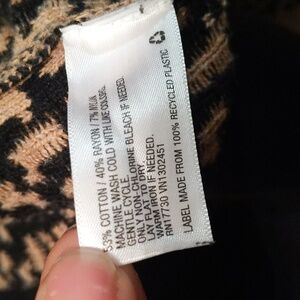 53% COTTON / 40% RAYON / 7%
MACHINE WASH COLD WITH LIKE COLORS.
GENTLE CYCLE.
ONLY NON-CHLORINE BLEACH IF NEEDED.
LAY FLAT TO DRY.
WARM IRON IF NEEDED.
RN17730 VN1302451
LABEL MADE FROM 100% RECYCLED PLASTIC